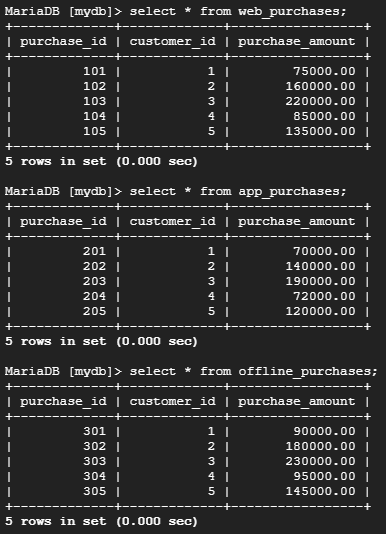 MariaDB [mydb]> select * from web_purchases;
+-------------+-------------+-----------------+
| purchase_id | customer_id | purchase_amount |
+-------------+-------------+-----------------+
|         101 |           1 |        75000.00 |
|         102 |           2 |       160000.00 |
|         103 |           3 |       220000.00 |
|         104 |           4 |        85000.00 |
|         105 |           5 |       135000.00 |
+-------------+-------------+-----------------+
5 rows in set (0.000 sec)
MariaDB [mydb]> select * from app_purchases;
+-------------+-------------+-----------------+
| purchase_id | customer_id | purchase_amount |
+-------------+-------------+-----------------+
|         201 |           1 |        70000.00 |
|         202 |           2 |       140000.00 |
|         203 |           3 |       190000.00 |
|         204 |           4 |        72000.00 |
|         205 |           5 |       120000.00 |
+-------------+-------------+-----------------+
5 rows in set (0.000 sec)
MariaDB [mydb]> select * from offline_purchases;
+-------------+-------------+-----------------+
| purchase_id | customer_id | purchase_amount |
+-------------+-------------+-----------------+
|         301 |           1 |        90000.00 |
|         302 |           2 |       180000.00 |
|         303 |           3 |       230000.00 |
|         304 |           4 |        95000.00 |
|         305 |           5 |       145000.00 |
+-------------+-------------+-----------------+
5 rows in set (0.000 sec)